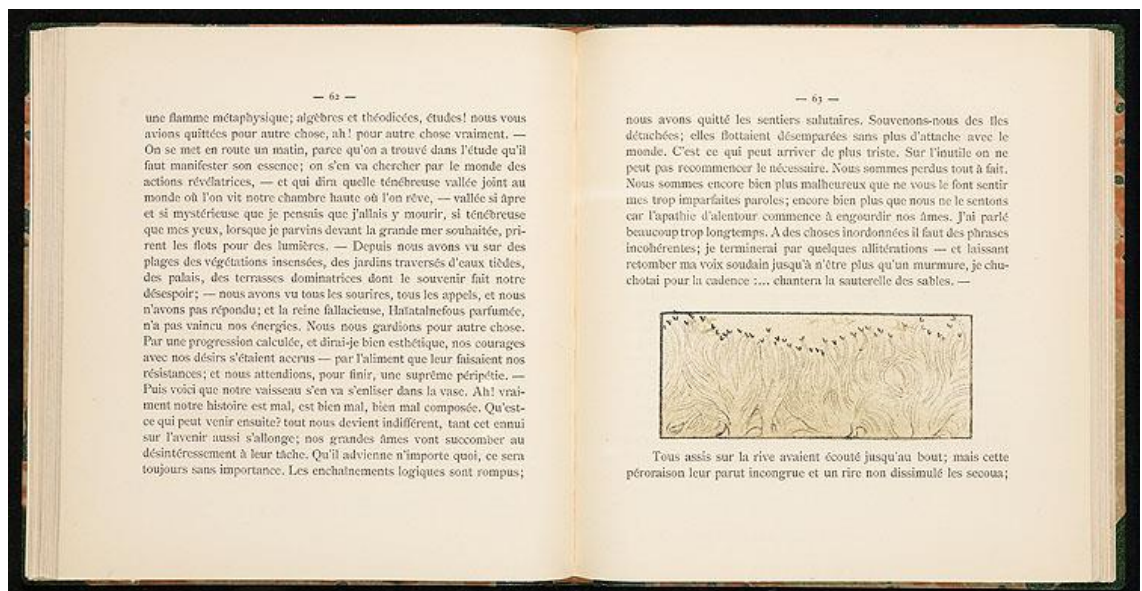 — 62 —
une flamme métaphysique; algèbres et théodicées, études! nous vous
avions quittées pour autre chose, ah! pour autre chose vraiment. —
On se met en route un matin, parce qu'on a trouvé dans l'étude qu'il
faut manifester son essence; on s'en va chercher par le monde des
actions révélatrices, — et qui dira quelle ténébreuse vallée joint au
monde où l'on vit notre chambre haute où l'on rêve, — vallée si âpre
et si mystérieuse que je pensais que j'allais y mourir, si ténébreuse
que mes yeux, lorsque je parvins devant la grande mer souhaitée, pri-
rent les flots pour des lumières. — Depuis nous avons vu sur des
plages des végétations insensées, des jardins traversés d'eaux tièdes,
des palais, des terrasses dominatrices dont le souvenir fait notre
désespoir; — nous avons vu tous les sourires, tous les appels, et nous
n'avons pas répondu; et la reine fallacieuse, Haïatalnefous parfumée,
n'a pas vaincu nos énergies. Nous nous gardions pour autre chose.
Par une progression calculée, et dirai-je bien esthétique, nos courages
avec nos désirs s'étaient accrus — par l'aliment que leur faisaient nos
résistances; et nous attendions, pour finir, une suprême péripétie. —
Puis voici que notre vaisseau s'en va s'enliser dans la vase. Ah! vrai-
ment notre histoire est mal, est bien mal, bien mal composée. Qu'est-
ce qui peut venir ensuite? tout nous devient indifférent, tant cet ennui
sur l'avenir aussi s'allonge; nos grandes âmes vont succomber au
désintéressement à leur tâche. Qu'il advienne n'importe quoi, ce sera
toujours sans importance. Les enchaînements logiques sont rompus;
— 63 —
nous avons quitté les sentiers salutaires. Souvenons-nous des îles
détachées; elles flottaient désemparées sans plus d'attache avec le
monde. C'est ce qui peut arriver de plus triste. Sur l'inutile on ne
peut pas recommencer le nécessaire. Nous sommes perdus tout à fait.
Nous sommes encore bien plus malheureux que ne vous le font sentir
mes trop imparfaites paroles; encore bien plus que nous ne le sentons
car l'apathie d'alentour commence à engourdir nos âmes. J'ai parlé
beaucoup trop longtemps. A des choses inordonnées il faut des phrases
incohérentes; je terminerai par quelques allitérations — et laissant
retomber ma voix soudain jusqu'à n'être plus qu'un murmure, je chu-
chotai pour la cadence :... chantera la sauterelle des sables. —
Tous assis sur la rive avaient écouté jusqu'au bout; mais cette
péroraison leur parut incongrue et un rire non dissimulé les secoua;